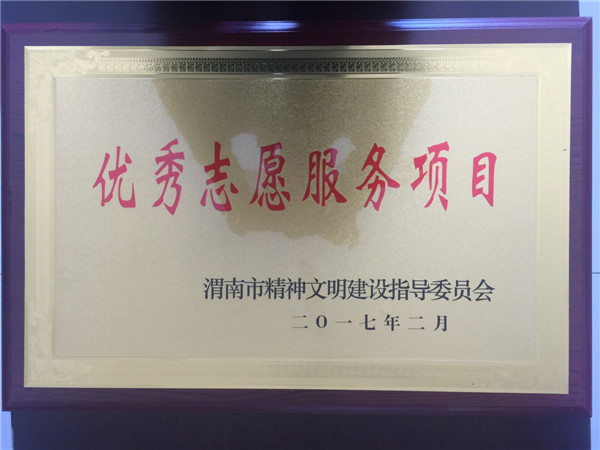 优秀志愿服务项目
渭南市精神文明建设指导委员会
二〇一七年二月